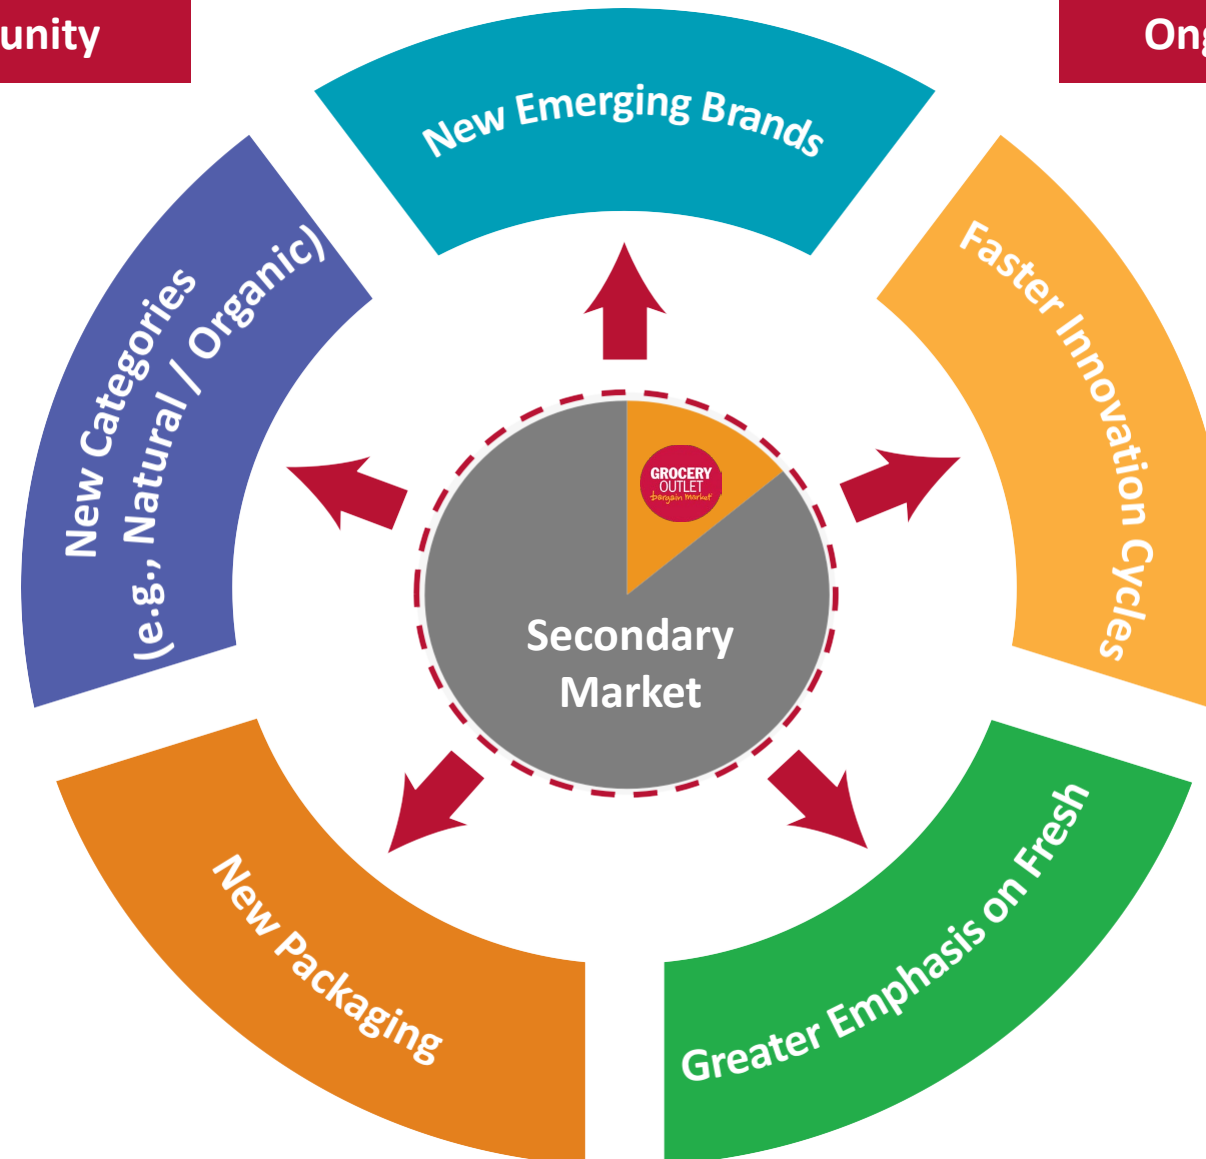 unity
Ong
New Emerging Brands
Faster Innovation Cycles
New Categories
(e.g., Natural / Organic)
GROCERY
OUTLET
bargain market
Secondary
Market
New Packaging
Greater Emphasis on Fresh